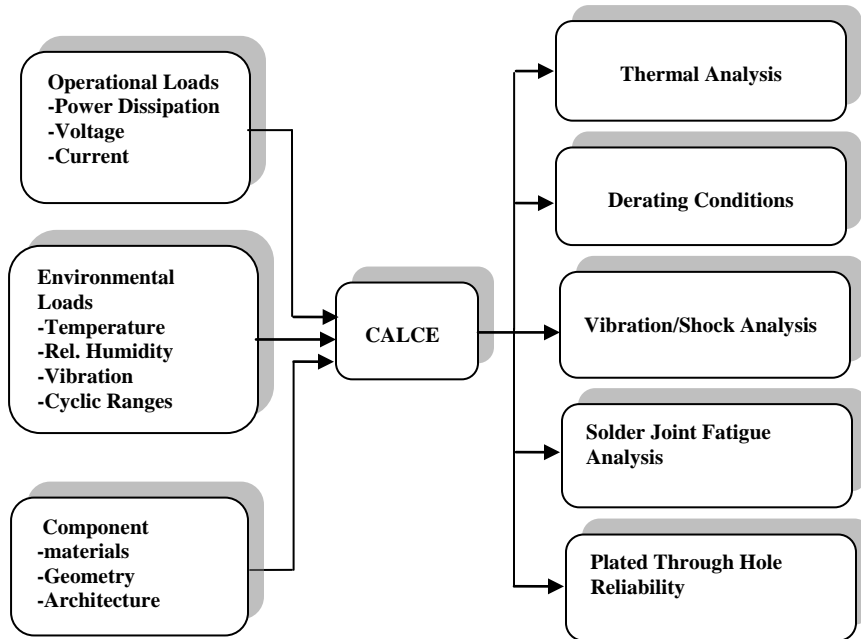 Operational Loads
-Power Dissipation
-Voltage
-Current
Environmental
Loads
-Temperature
-Rel. Humidity
-Vibration
-Cyclic Ranges
Component
-materials
-Geometry
-Architecture
CALCE
Thermal Analysis
Derating Conditions
Vibration/Shock Analysis
Solder Joint Fatigue
Analysis
Plated Through Hole
Reliability